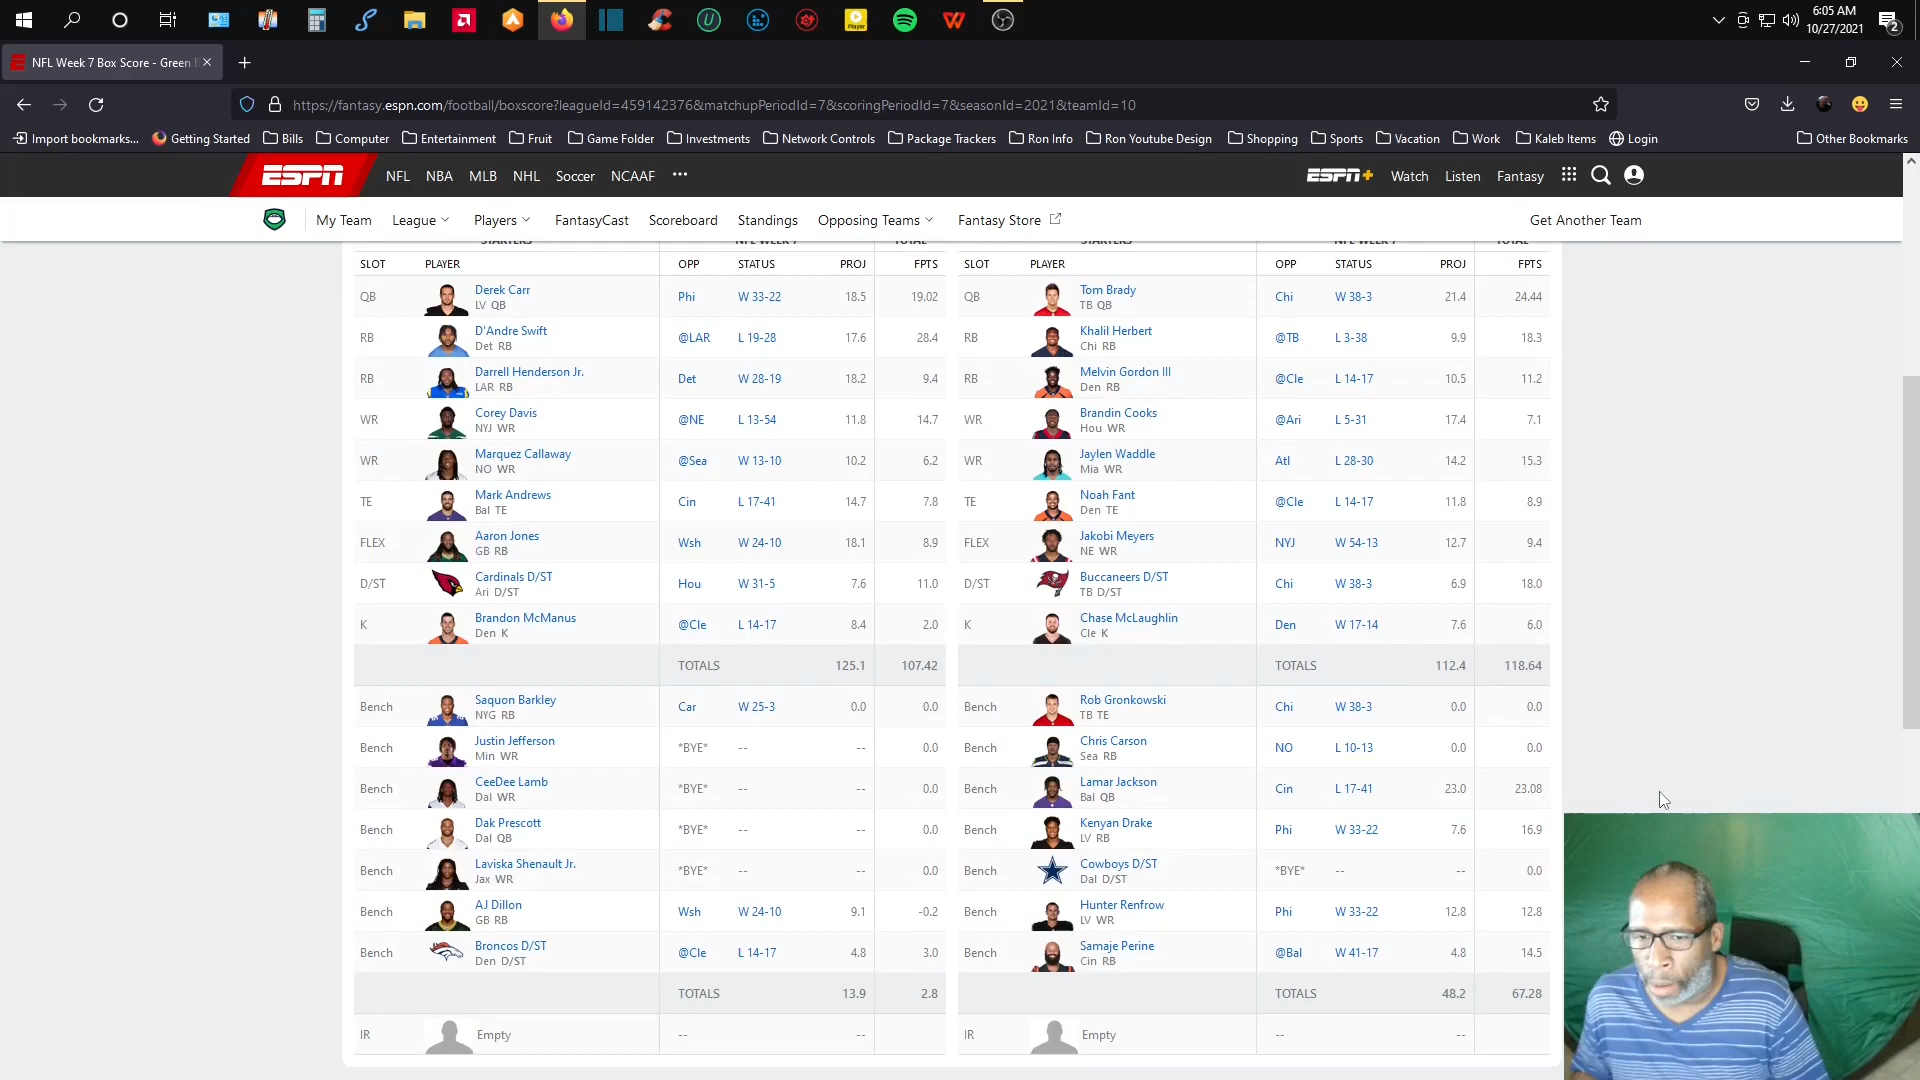 6:05 AM
10/27/2021
2
NFL Week 7 Box Score - Green
https://fantasy.espn.com/football/boxscore?leagueId=459142376&matchupPeriodId=7&scoringPeriodId=7&seasonId=2021&teamId=10
Import bookmarks... Getting Started Bills Computer Entertainment Fruit Game Folder Investments Network Controls Package Trackers Ron Info Ron Youtube Design Shopping Sports Vacation Work Kaleb Items Login Other Bookmarks
ESPN NFL NBA MLB NHL Soccer NCAAF ••• ESPN+ Watch Listen Fantasy
My Team League Players FantasyCast Scoreboard Standings Opposing Teams Fantasy Store Get Another Team
STARTERS NFL WEEK 7 TOTAL STARTERS NFL WEEK 7 TOTAL
SLOT PLAYER OPP STATUS PROJ FPTS SLOT PLAYER OPP STATUS PROJ FPTS
QB Derek Carr Phi W 33-22 18.5 19.02 QB Tom Brady Chi W 38-3 21.4 24.44
LV QB TB QB
RB D'Andre Swift @LAR L 19-28 17.6 28.4 RB Khalil Herbert @TB L 3-38 9.9 18.3
Det RB Chi RB
RB Darrell Henderson Jr. Det W 28-19 18.2 9.4 RB Melvin Gordon III @Cle L 14-17 10.5 11.2
LAR RB Den RB
WR Corey Davis @NE L 13-54 11.8 14.7 WR Brandin Cooks @Ari L 5-31 17.4 7.1
NYJ WR Hou WR
WR Marquez Callaway @Sea W 13-10 10.2 6.2 WR Jaylen Waddle Atl L 28-30 14.2 15.3
NO WR Mia WR
TE Mark Andrews Cin L 17-41 14.7 7.8 TE Noah Fant @Cle L 14-17 11.8 8.9
Bal TE Den TE
FLEX Aaron Jones Wsh W 24-10 18.1 8.9 FLEX Jakobi Meyers NYJ W 54-13 12.7 9.4
GB RB NE WR
D/ST Cardinals D/ST Hou W 31-5 7.6 11.0 D/ST Buccaneers D/ST Chi W 38-3 6.9 18.0
Ari D/ST TB D/ST
K Brandon McManus @Cle L 14-17 8.4 2.0 K Chase McLaughlin Den W 17-14 7.6 6.0
Den K Cle K
TOTALS 125.1 107.42 TOTALS 112.4 118.64
Bench Saquon Barkley Car W 25-3 0.0 0.0 Bench Rob Gronkowski Chi W 38-3 0.0 0.0
NYG RB TB TE
Bench Justin Jefferson *BYE* -- -- 0.0 Bench Chris Carson NO L 10-13 0.0 0.0
Min WR Sea RB
Bench CeeDee Lamb *BYE* -- -- 0.0 Bench Lamar Jackson Cin L 17-41 23.0 23.08
Dal WR Bal QB
Bench Dak Prescott *BYE* -- -- 0.0 Bench Kenyan Drake Phi W 33-22 7.6 16.9
Dal QB LV RB
Bench Laviska Shenault Jr. *BYE* -- -- 0.0 Bench Cowboys D/ST *BYE* -- -- 0.0
Jax WR Dal D/ST
Bench AJ Dillon Wsh W 24-10 9.1 -0.2 Bench Hunter Renfrow Phi W 33-22 12.8 12.8
GB RB LV WR
Bench Broncos D/ST @Cle L 14-17 4.8 3.0 Bench Samaje Perine @Bal W 41-17 4.8 14.5
Den D/ST Cin RB
TOTALS 13.9 2.8 TOTALS 48.2 67.28
IR Empty -- -- IR Empty -- --